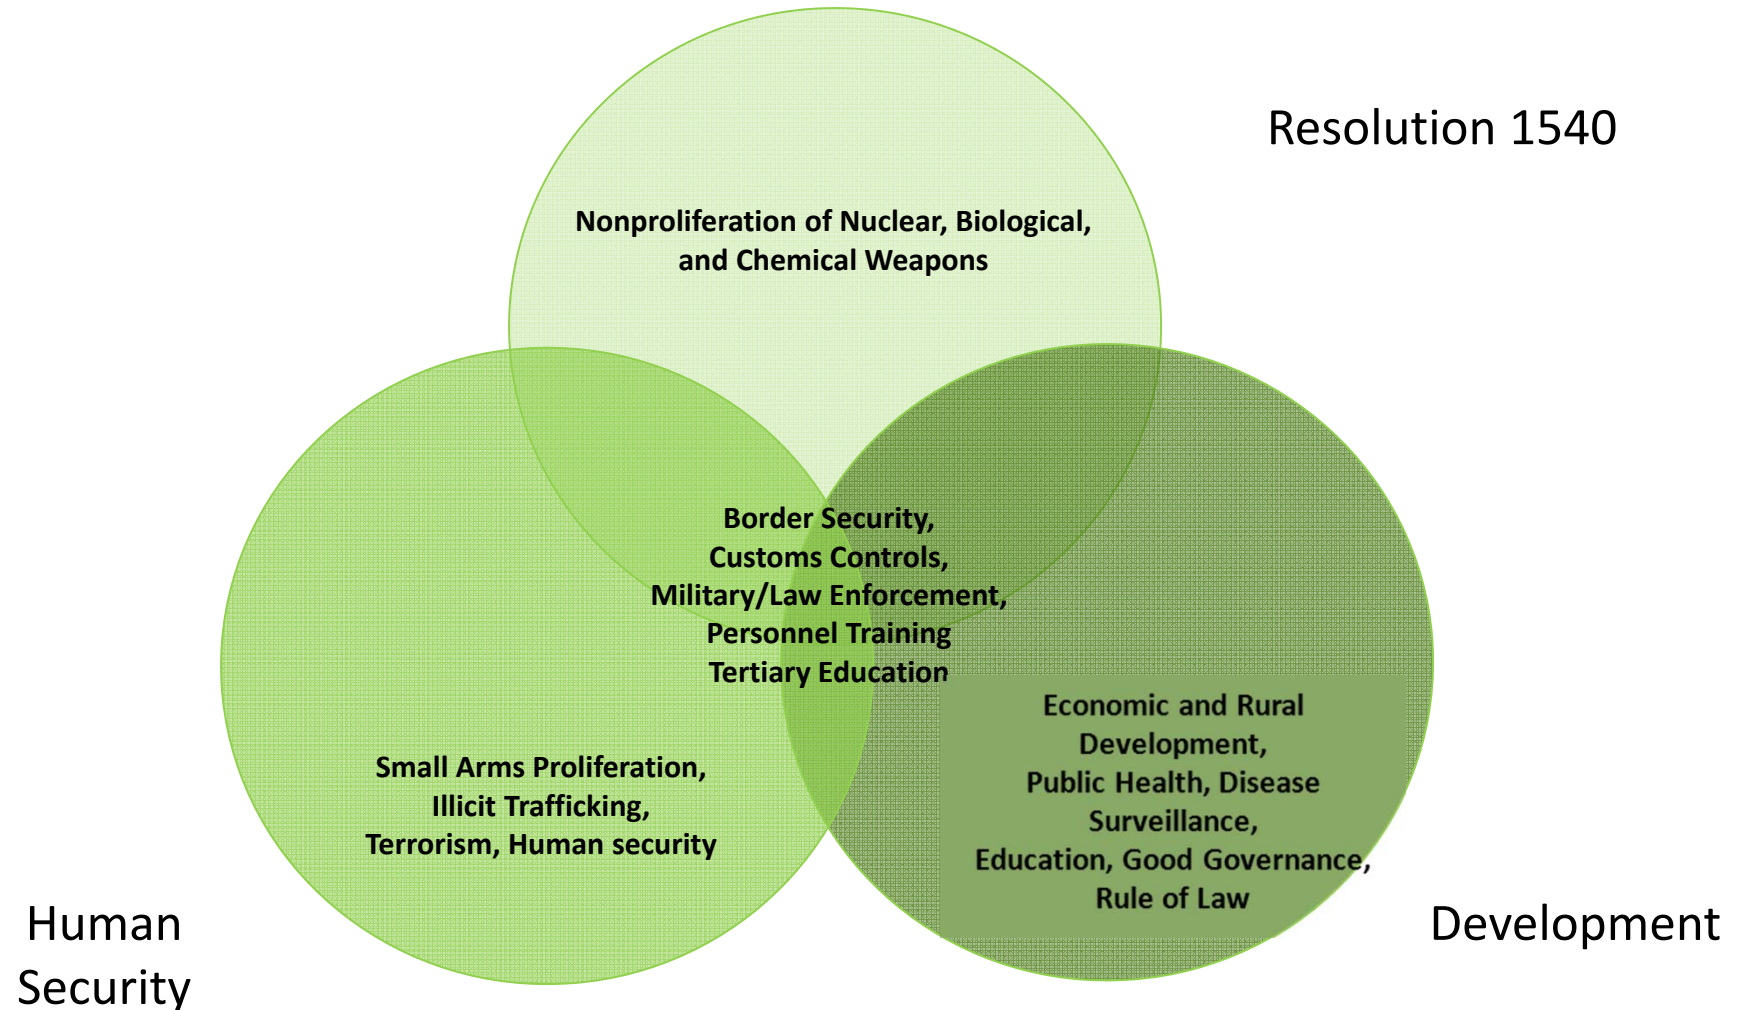 Resolution 1540
Nonproliferation of Nuclear, Biological,
and Chemical Weapons
Border Security,
Customs Controls,
Military/Law Enforcement,
Personnel Training
Tertiary Education
Small Arms Proliferation,
Illicit Trafficking,
Terrorism, Human security
Economic and Rural
Development,
Public Health, Disease
Surveillance,
Education, Good Governance,
Rule of Law
Human
Security
Development